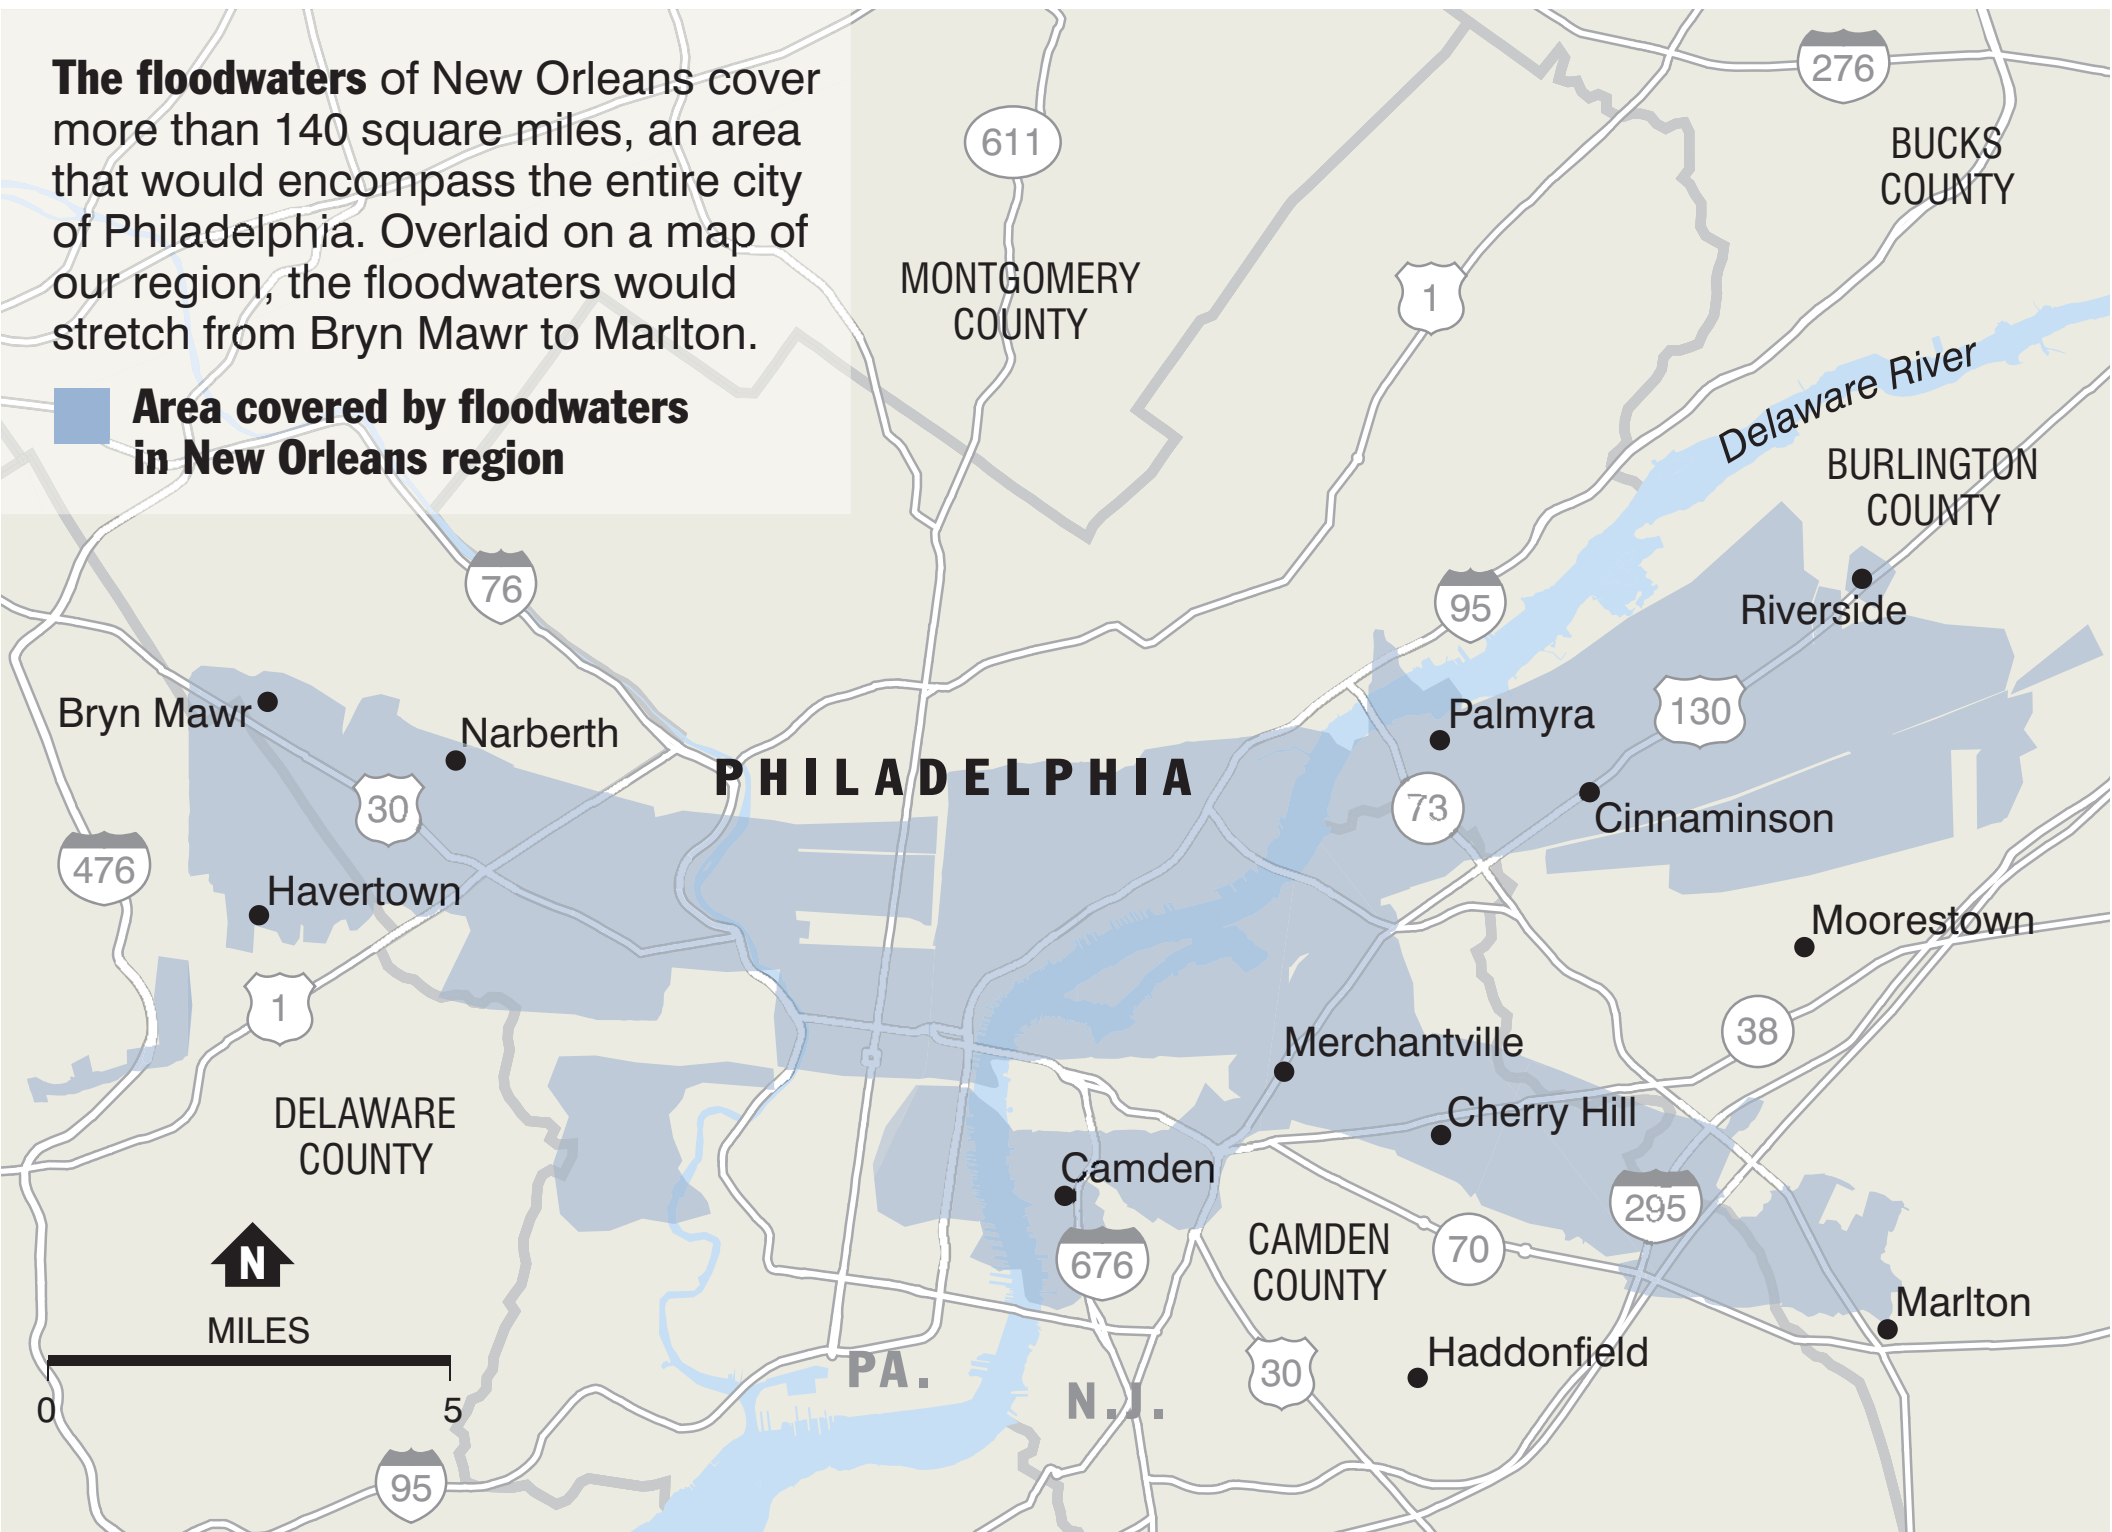 The floodwaters of New Orleans cover
more than 140 square miles, an area
that would encompass the entire city
of Philadelphia. Overlaid on a map of
our region, the floodwaters would
stretch from Bryn Mawr to Marlton.
Area covered by floodwaters
in New Orleans region
276
611
BUCKS
COUNTY
MONTGOMERY
COUNTY
1
Delaware River
BURLINGTON
COUNTY
76
95
Riverside
Bryn Mawr
Narberth
Palmyra
130
PHILADELPHIA
30
73
Cinnaminson
476
Havertown
Moorestown
1
38
Merchantville
DELAWARE
COUNTY
Cherry Hill
Camden
295
N
676
CAMDEN
COUNTY
70
MILES
Marlton
0
5
PA.
N.J.
30
Haddonfield
95